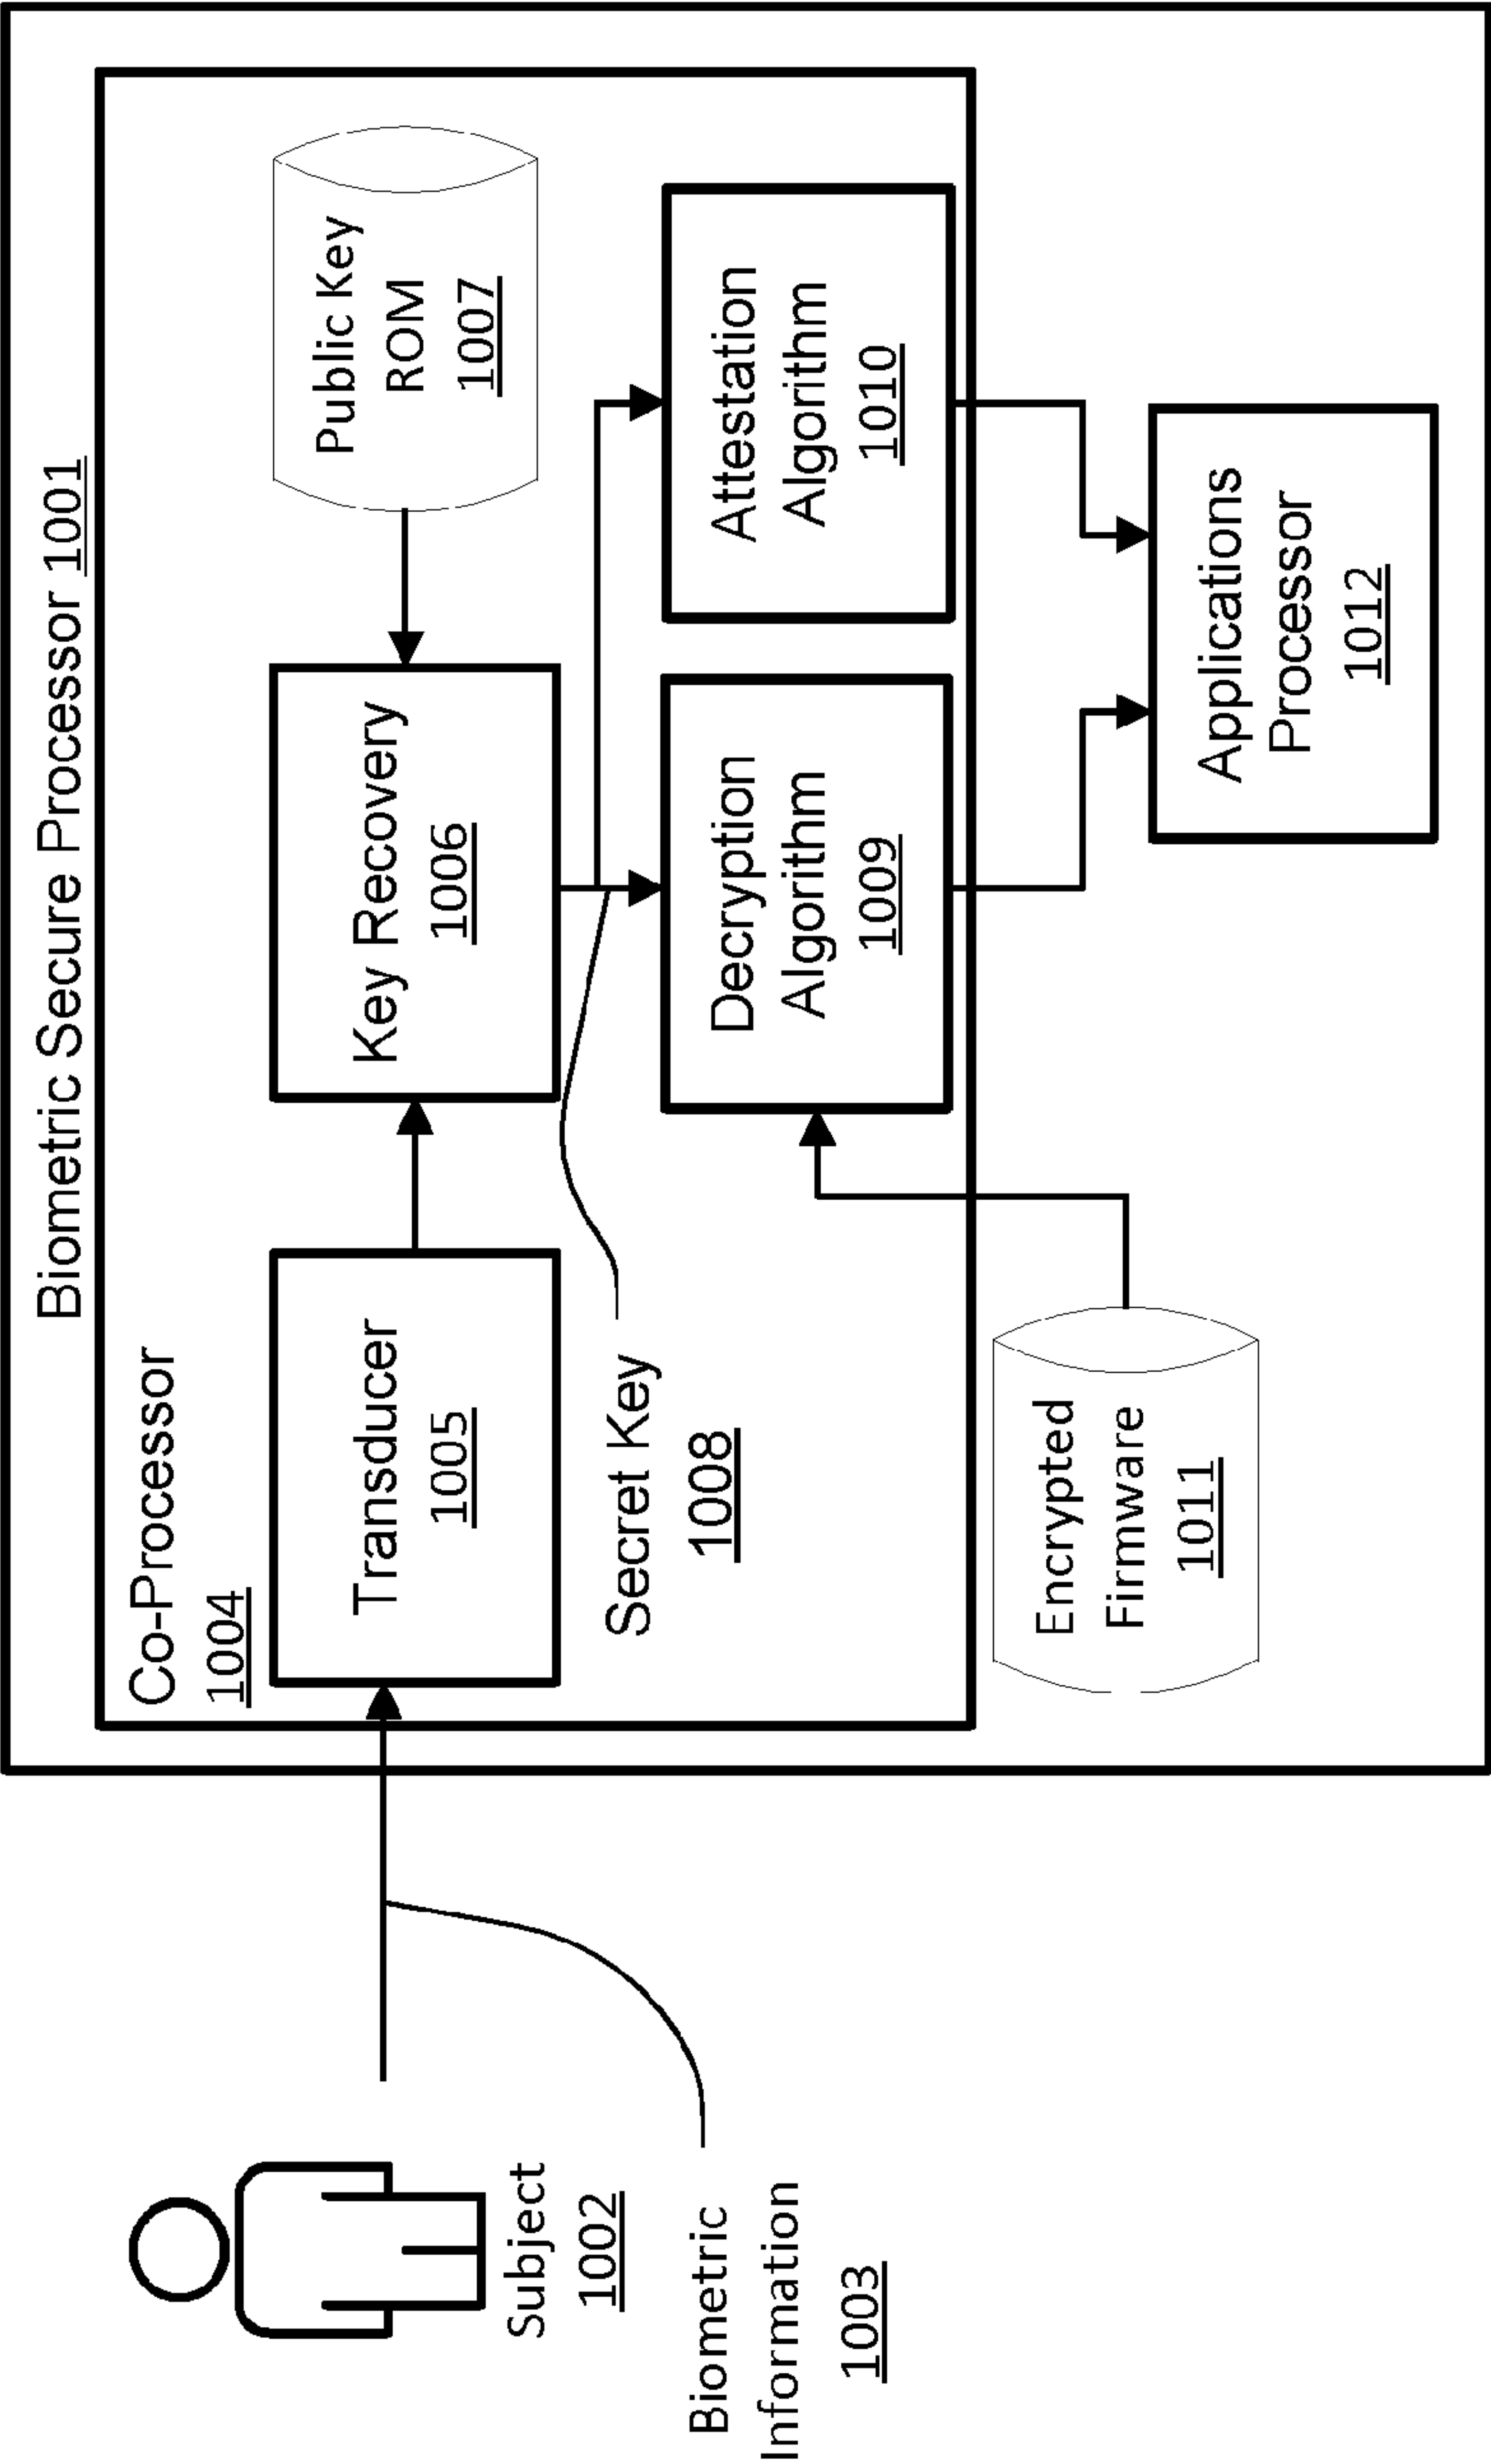 Biometric Secure Processor 1001
Co-Processor
1004
Transducer
1005
Key Recovery
1006
Public Key
ROM
1007
Subject
1002
Secret Key
1008
Decryption
Algorithm
1009
Attestation
Algorithm
1010
Biometric
Information
1003
Encrypted
Firmware
1011
Applications
Processor
1012